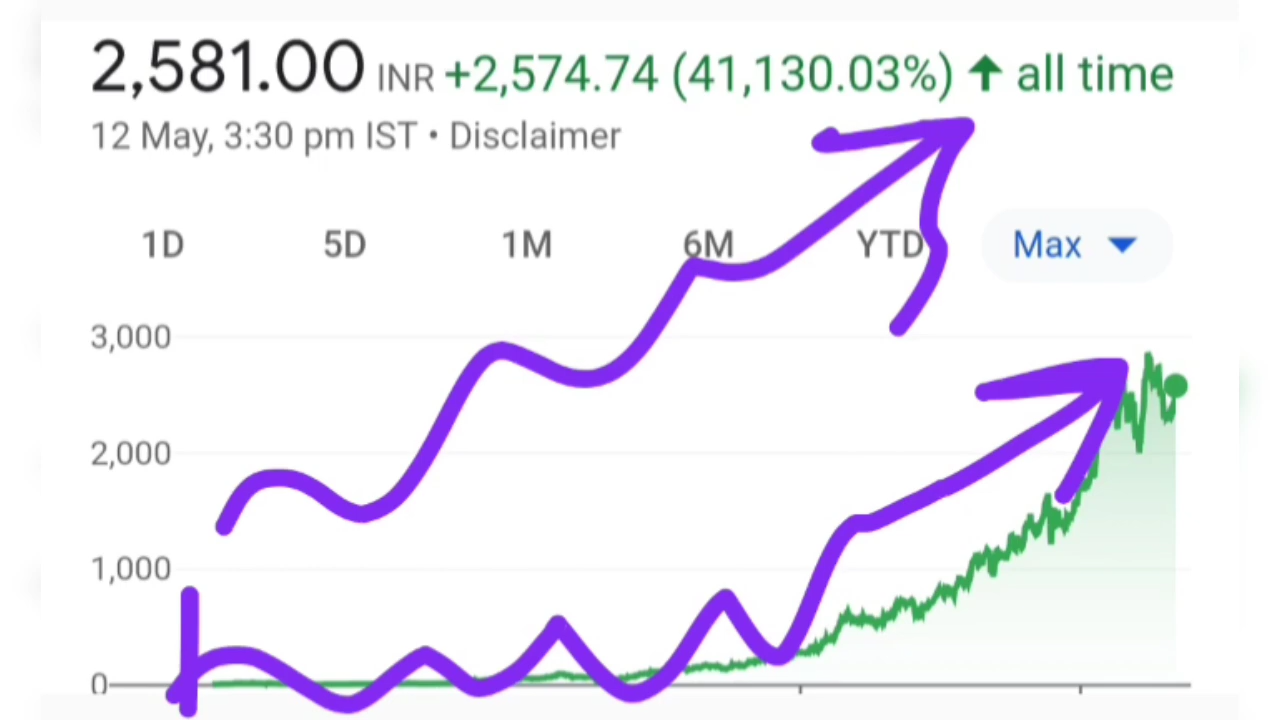 2,581.00 INR +2,574.74 (41,130.03%) ↑ all time
12 May, 3:30 pm IST • Disclaimer
1D 5D 1M 6M YTD Max
3,000
2,000
1,000
0